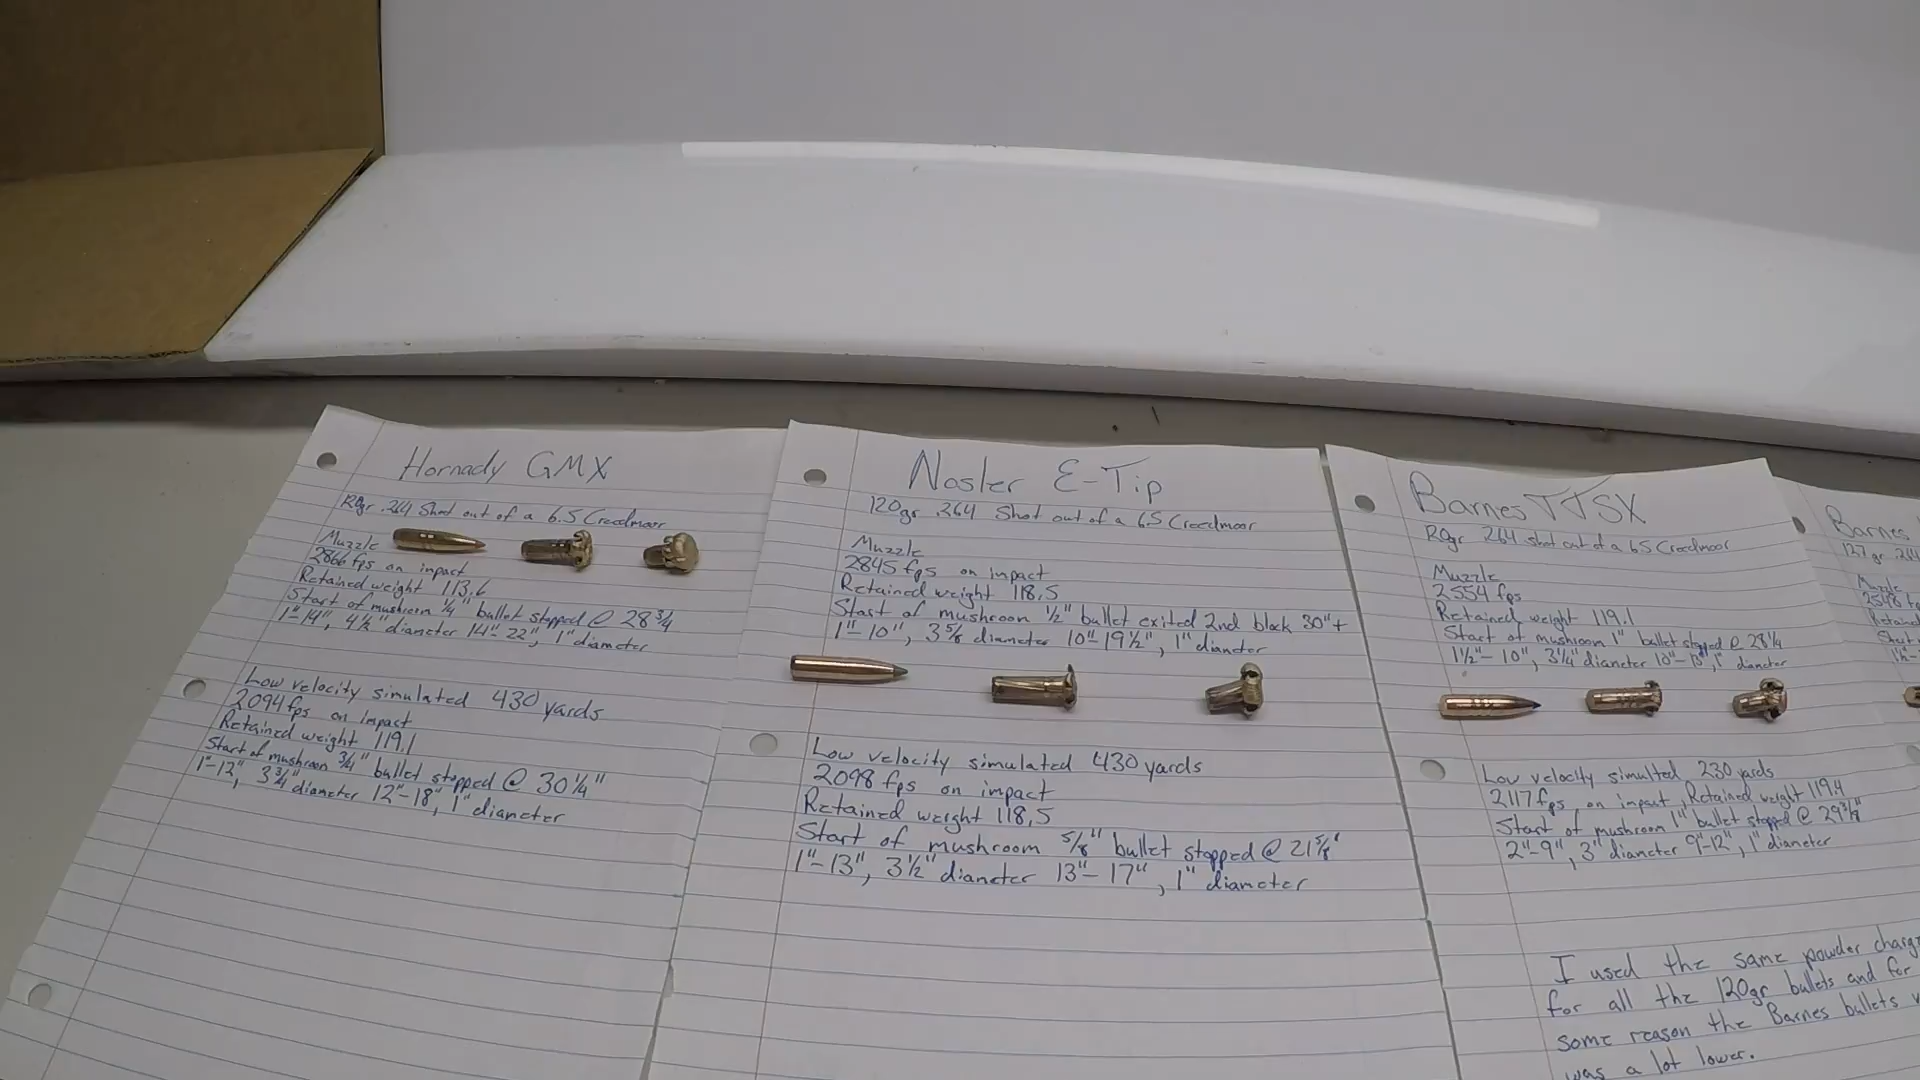 Hornady GMX
120gr .264 Shot out of a 6.5 Creedmoor
Muzzle
2866 fps on impact
Retained weight 113.6
Start of mushroom 1/4" bullet stopped @ 28 3/4
1"-14", 4 1/2" diameter 14"-22", 1" diameter
Low velocity simulated 430 yards
2094 fps on impact
Retained weight 119.1
Start of mushroom 3/4" bullet stopped @ 30 1/4"
1"-12", 3 3/4" diameter 12"-18", 1" diameter
Nosler E-Tip
120gr .264 Shot out of a 6.5 Creedmoor
Muzzle
2845 fps on impact
Retained weight 118.5
Start of mushroom 1/2" bullet exited 2nd block 30"+
1"-10", 3 5/8 diameter 10"-19 1/2", 1" diameter
Low velocity simulated 430 yards
2098 fps on impact
Retained weight 118.5
Start of mushroom 5/8" bullet stopped @ 21 5/8"
1"-13", 3 1/2" diameter 13"-17", 1" diameter
Barnes TTSX
120gr .264 shot out of a 6.5 Creedmoor
Muzzle
2554 fps
Retained weight 119.1
Start of mushroom 1" bullet stopped @ 28 1/4
1 1/2"-10", 3 1/4" diameter 10"-15", 1" diameter
Low velocity simulted 230 yards
2117 fps on impact, Retained weight 119.4
Start of mushroom 1" bullet stopped @
2"-9", 3" diameter 9"-12", 1" diameter
I used the same powder
for all the 120gr bullets and for
some reason the Barnes bullets
was a lot lower.
Barnes
127 gr
Muzzle
2548